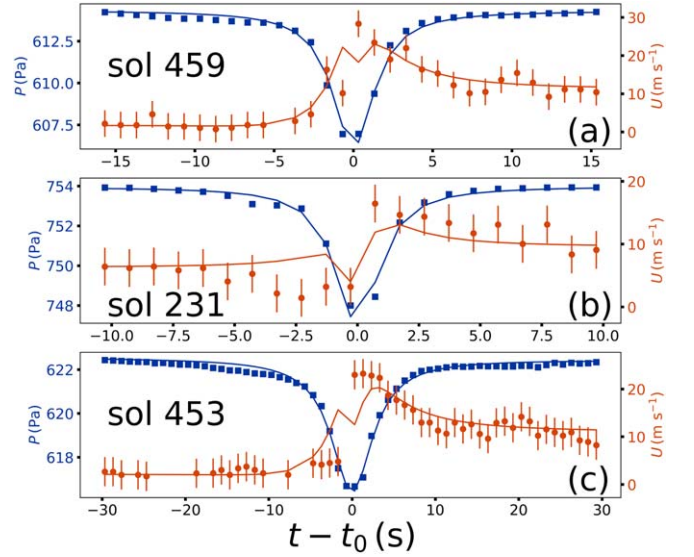 612.5
610.0
607.5
P (Pa)
sol 459
(a)
30
20
10
0
U (m s⁻¹)
−15 −10 −5 0 5 10 15
754
752
750
748
P (Pa)
sol 231
(b)
20
10
0
U (m s⁻¹)
−10.0 −7.5 −5.0 −2.5 0.0 2.5 5.0 7.5 10.0
622
620
618
P (Pa)
sol 453
(c)
20
10
0
U (m s⁻¹)
−30 −20 −10 0 10 20 30
t − t₀ (s)